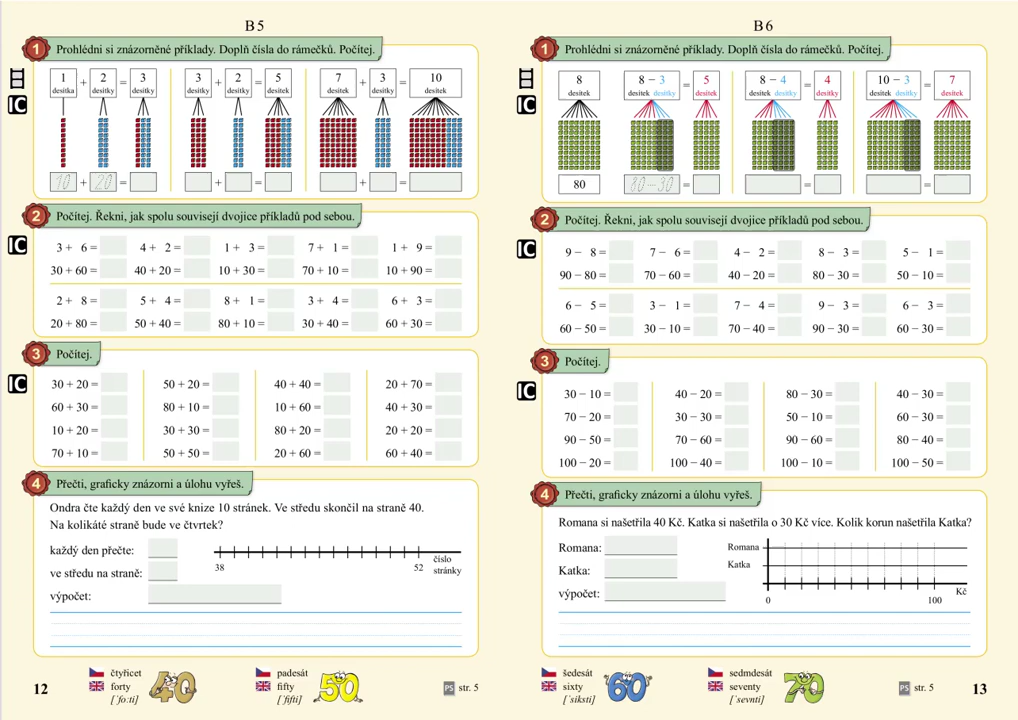 B 5
1 Prohlédni si znázorněné příklady. Doplň čísla do rámečků. Počítej.
1 + 2 = 3 3 + 2 = 5 7 + 3 = 10
desítka desítky desítky desítky desítky desítek desítek desítky desítek
10 + 20 = + = + =
2 Počítej. Řekni, jak spolu souvisejí dvojice příkladů pod sebou.
3 + 6 = 4 + 2 = 1 + 3 = 7 + 1 = 1 + 9 =
30 + 60 = 40 + 20 = 10 + 30 = 70 + 10 = 10 + 90 =
2 + 8 = 5 + 4 = 8 + 1 = 3 + 4 = 6 + 3 =
20 + 80 = 50 + 40 = 80 + 10 = 30 + 40 = 60 + 30 =
3 Počítej.
30 + 20 = 50 + 20 = 40 + 40 = 20 + 70 =
60 + 30 = 80 + 10 = 10 + 60 = 40 + 30 =
10 + 20 = 30 + 30 = 80 + 20 = 20 + 20 =
70 + 10 = 50 + 50 = 20 + 60 = 60 + 40 =
4 Přečti, graficky znázorni a úlohu vyřeš.
Ondra čte každý den ve své knize 10 stránek. Ve středu skončil na straně 40.
Na kolikáté straně bude ve čtvrtek?
každý den přečte:
ve středu na straně:
výpočet:
38 52 číslo
stránky
12
čtyřicet
forty
[ˈfoːti]
40
padesát
fifty
[ˈfifti]
50
PS str. 5
B 6
1 Prohlédni si znázorněné příklady. Doplň čísla do rámečků. Počítej.
8 8 − 3 = 5 8 − 4 = 4 10 − 3 = 7
desítek desítek desítky desítek desítek desítky desítky desítek desítky desítek
80 80−30 = = =
2 Počítej. Řekni, jak spolu souvisejí dvojice příkladů pod sebou.
9 − 8 = 7 − 6 = 4 − 2 = 8 − 3 = 5 − 1 =
90 − 80 = 70 − 60 = 40 − 20 = 80 − 30 = 50 − 10 =
6 − 5 = 3 − 1 = 7 − 4 = 9 − 3 = 6 − 3 =
60 − 50 = 30 − 10 = 70 − 40 = 90 − 30 = 60 − 30 =
3 Počítej.
30 − 10 = 40 − 20 = 80 − 30 = 40 − 30 =
70 − 20 = 30 − 30 = 50 − 10 = 60 − 30 =
90 − 50 = 70 − 60 = 90 − 60 = 80 − 40 =
100 − 20 = 100 − 40 = 100 − 10 = 100 − 50 =
4 Přečti, graficky znázorni a úlohu vyřeš.
Romana si našetřila 40 Kč. Katka si našetřila o 30 Kč více. Kolik korun našetřila Katka?
Romana:
Katka:
výpočet:
Romana
Katka
0 100 Kč
šedesát
sixty
[ˈsiksti]
60
sedmdesát
seventy
[ˈsevnti]
70
PS str. 5
13